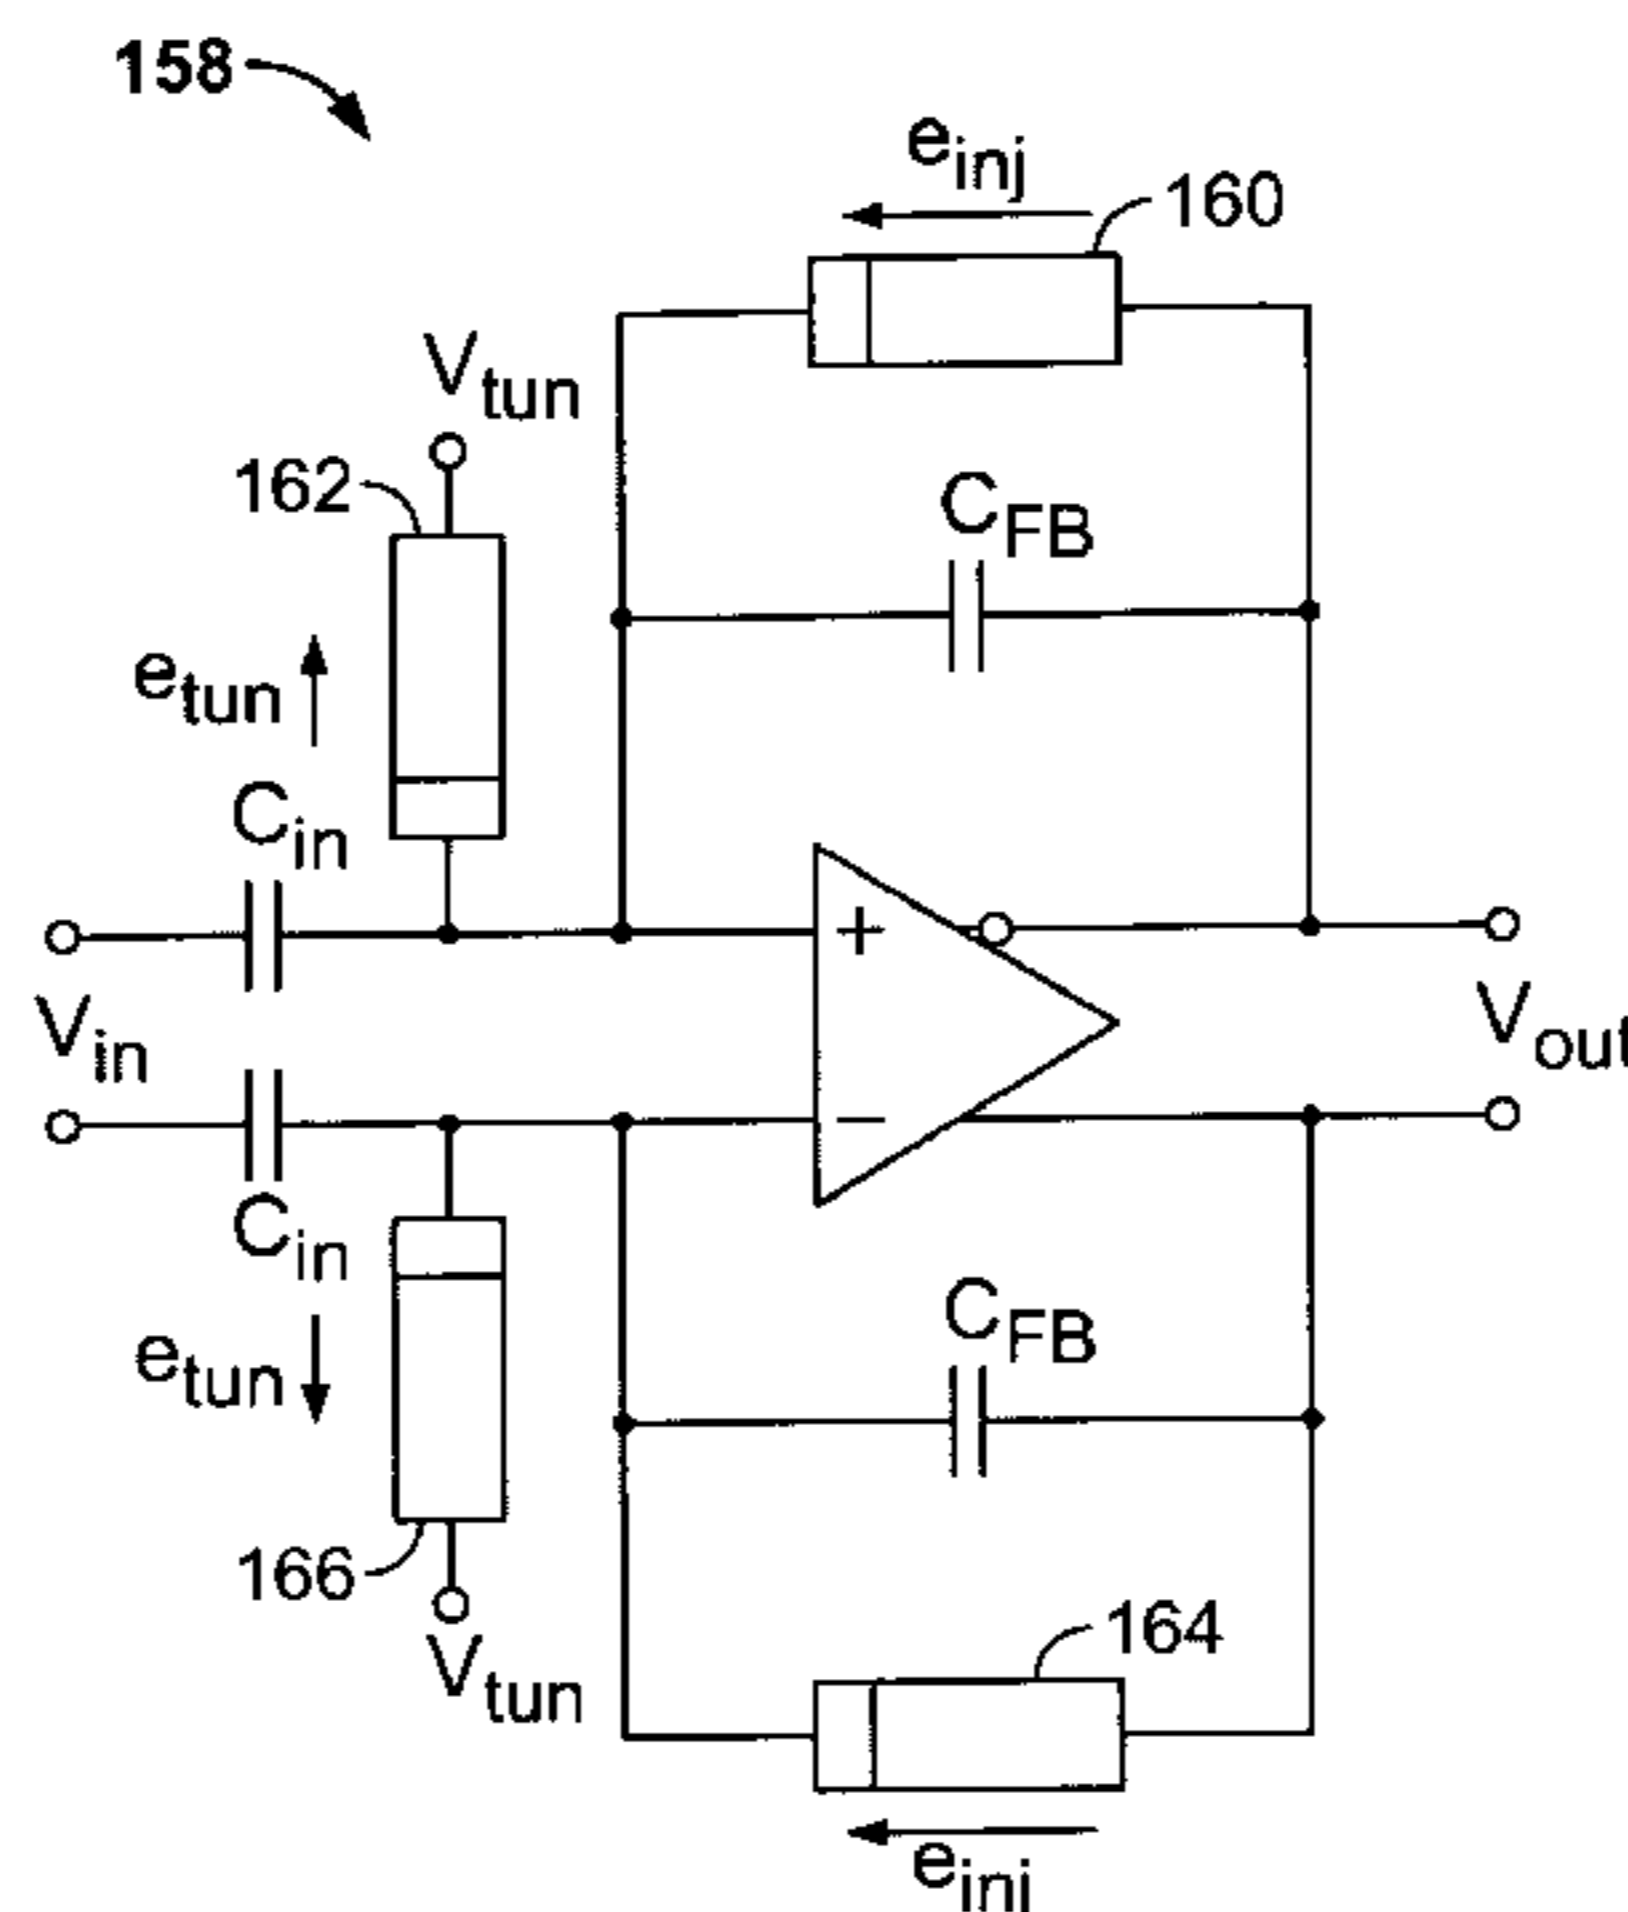 158
e_inj
160
V_tun
162
C_FB
e_tun
C_in
+
V_in
V_out
−
C_in
C_FB
e_tun
166
164
V_tun
e_inj